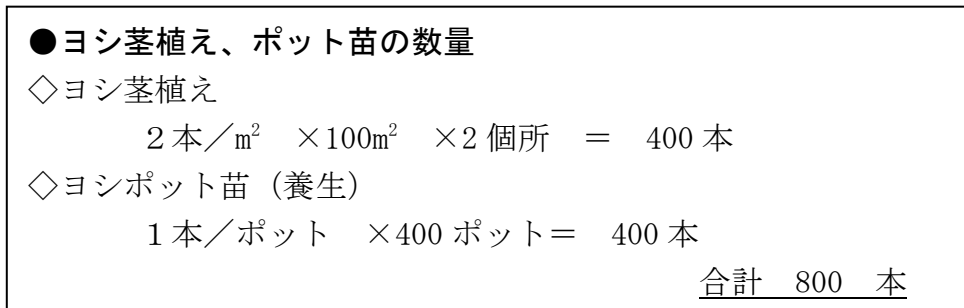 ●ヨシ茎植え、ポット苗の数量
◇ヨシ茎植え
２本／㎡　×100㎡　×2個所　＝　400本
◇ヨシポット苗（養生）
１本／ポット　×400ポット＝　400本
合計　800　本